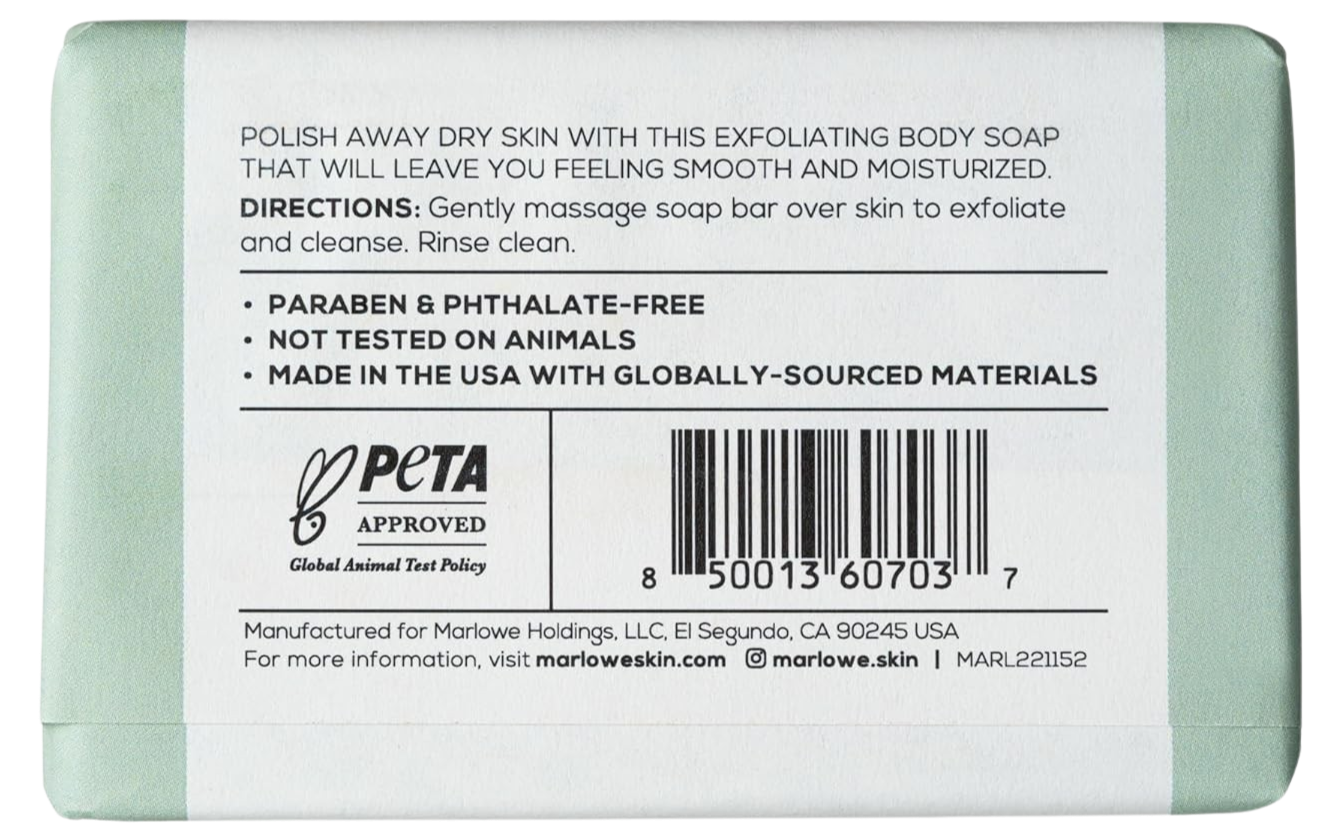 POLISH AWAY DRY SKIN WITH THIS EXFOLIATING BODY SOAP
THAT WILL LEAVE YOU FEELING SMOOTH AND MOISTURIZED.
DIRECTIONS: Gently massage soap bar over skin to exfoliate
and cleanse. Rinse clean.
• PARABEN & PHTHALATE-FREE
• NOT TESTED ON ANIMALS
• MADE IN THE USA WITH GLOBALLY-SOURCED MATERIALS
PeTA
APPROVED
Global Animal Test Policy
8 50013 60703 7
Manufactured for Marlowe Holdings, LLC, El Segundo, CA 90245 USA
For more information, visit marloweskin.com marlowe.skin | MARL221152